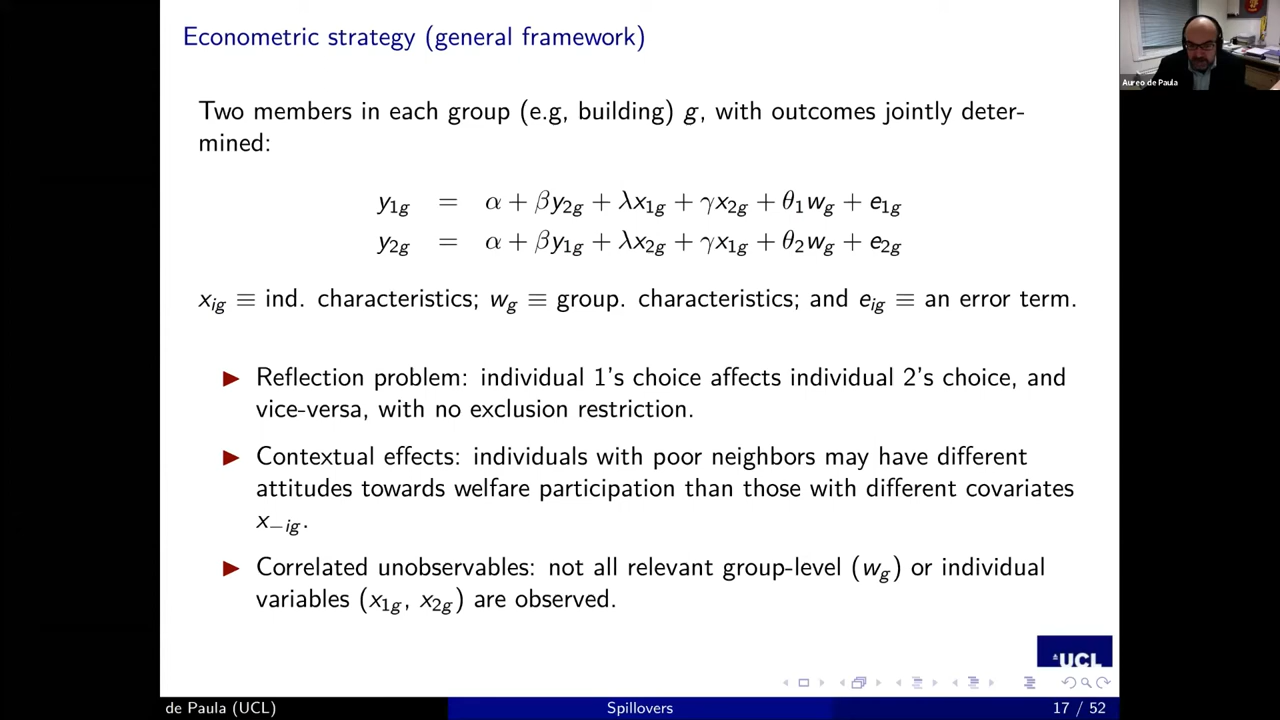 Econometric strategy (general framework)
Aureo de Paula
Two members in each group (e.g, building) g, with outcomes jointly deter-
mined:
y1g = α + βy2g + λx1g + γx2g + θ1wg + e1g
y2g = α + βy1g + λx2g + γx1g + θ2wg + e2g
xig ≡ ind. characteristics; wg ≡ group. characteristics; and eig ≡ an error term.
▶ Reflection problem: individual 1's choice affects individual 2's choice, and
vice-versa, with no exclusion restriction.
▶ Contextual effects: individuals with poor neighbors may have different
attitudes towards welfare participation than those with different covariates
x−ig.
▶ Correlated unobservables: not all relevant group-level (wg) or individual
variables (x1g, x2g) are observed.
UCL
de Paula (UCL) Spillovers 17 / 52